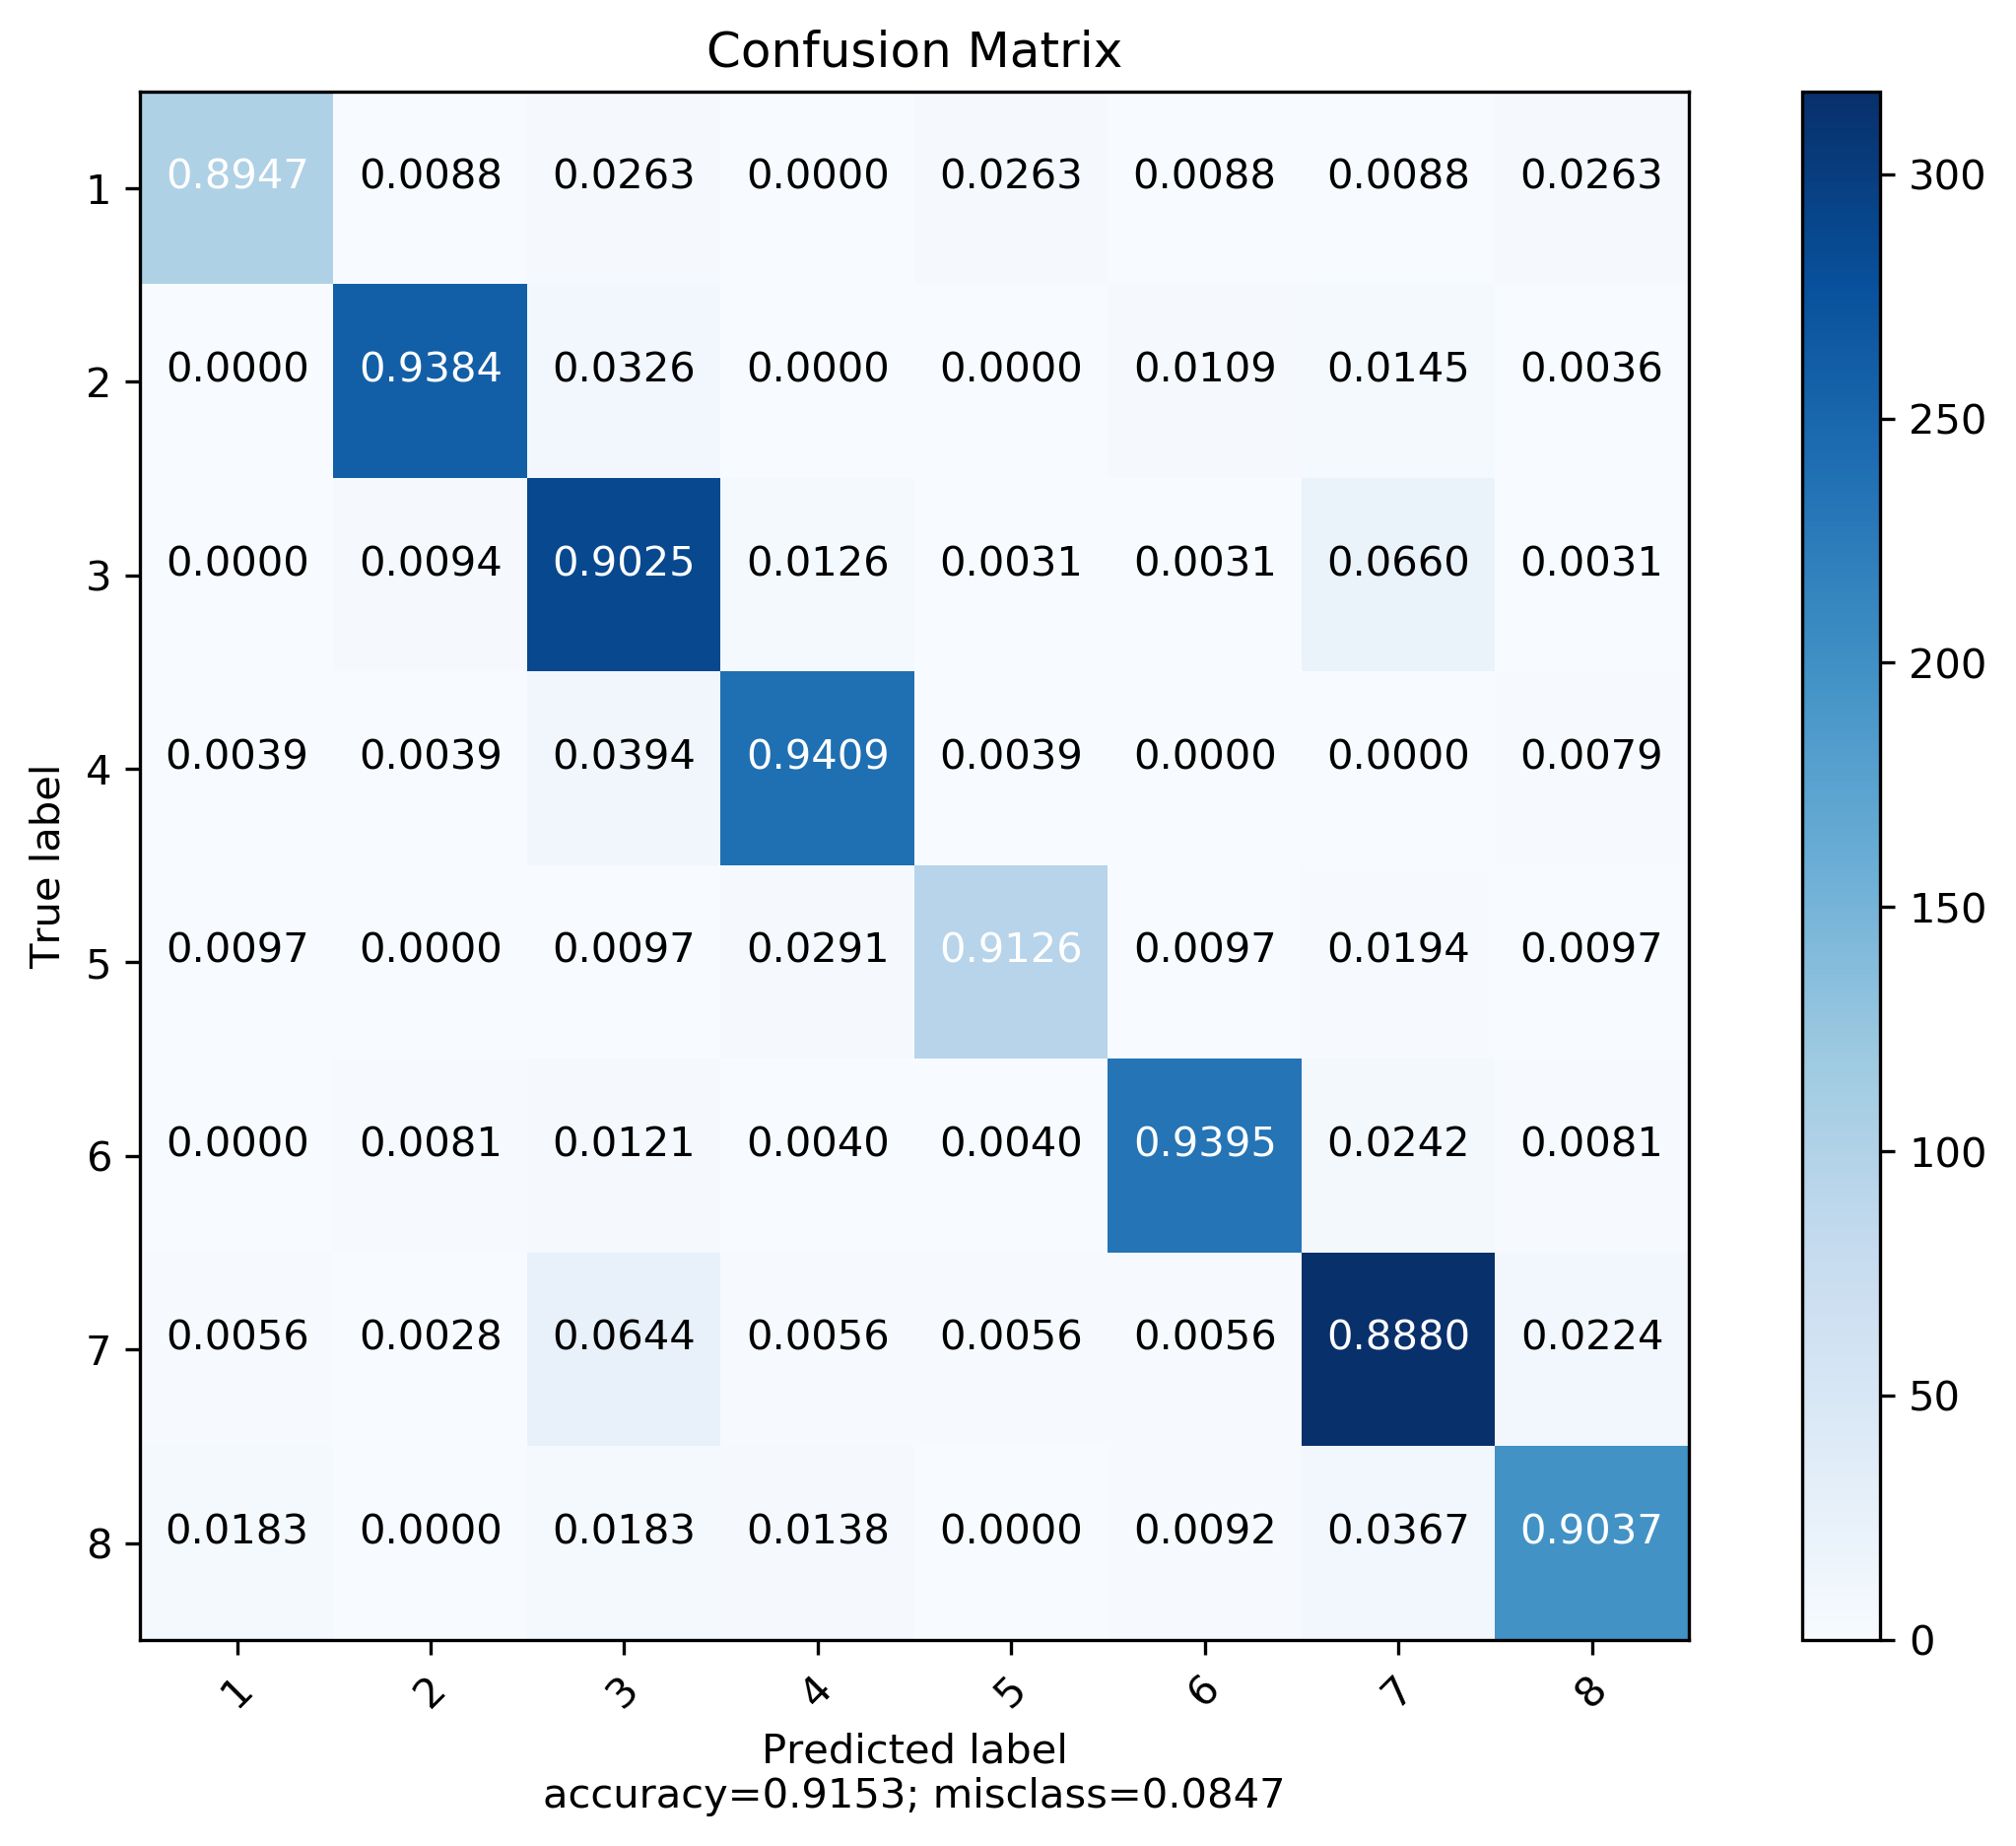 Confusion Matrix
True label
1 0.8947 0.0088 0.0263 0.0000 0.0263 0.0088 0.0088 0.0263
2 0.0000 0.9384 0.0326 0.0000 0.0000 0.0109 0.0145 0.0036
3 0.0000 0.0094 0.9025 0.0126 0.0031 0.0031 0.0660 0.0031
4 0.0039 0.0039 0.0394 0.9409 0.0039 0.0000 0.0000 0.0079
5 0.0097 0.0000 0.0097 0.0291 0.9126 0.0097 0.0194 0.0097
6 0.0000 0.0081 0.0121 0.0040 0.0040 0.9395 0.0242 0.0081
7 0.0056 0.0028 0.0644 0.0056 0.0056 0.0056 0.8880 0.0224
8 0.0183 0.0000 0.0183 0.0138 0.0000 0.0092 0.0367 0.9037
1 2 3 4 5 6 7 8
Predicted label
accuracy=0.9153; misclass=0.0847
300
250
200
150
100
50
0